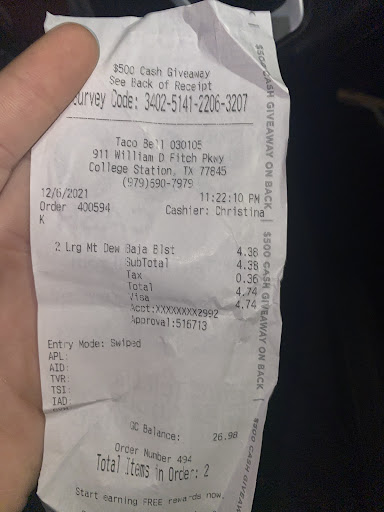 $500 Cash Giveaway
See Back of Receipt
Survey Code: 3402-5141-2206-3207
Taco Bell 030105
911 William D Fitch Pkwy
College Station, TX 77845
(979)690-7979
12/6/2021 11:22:10 PM
Order 400594 Cashier: Christina
K
2 Lrg Mt Dew Baja Blst 4.38
SubTotal 4.38
Tax 0.36
Total 4.74
Visa 4.74
Acct:XXXXXXXX2992
Approval:516713
Entry Mode: Swiped
APL:
AID:
TVR:
TSI:
IAD
GC Balance: 26.98
Order Number 494
Total Items in Order: 2
Start earning FREE rewards now.
$500 CASH GIVEAWAY ON BACK
$500 CASH GIVEAWAY ON BACK
$500 CASH GIVEAW